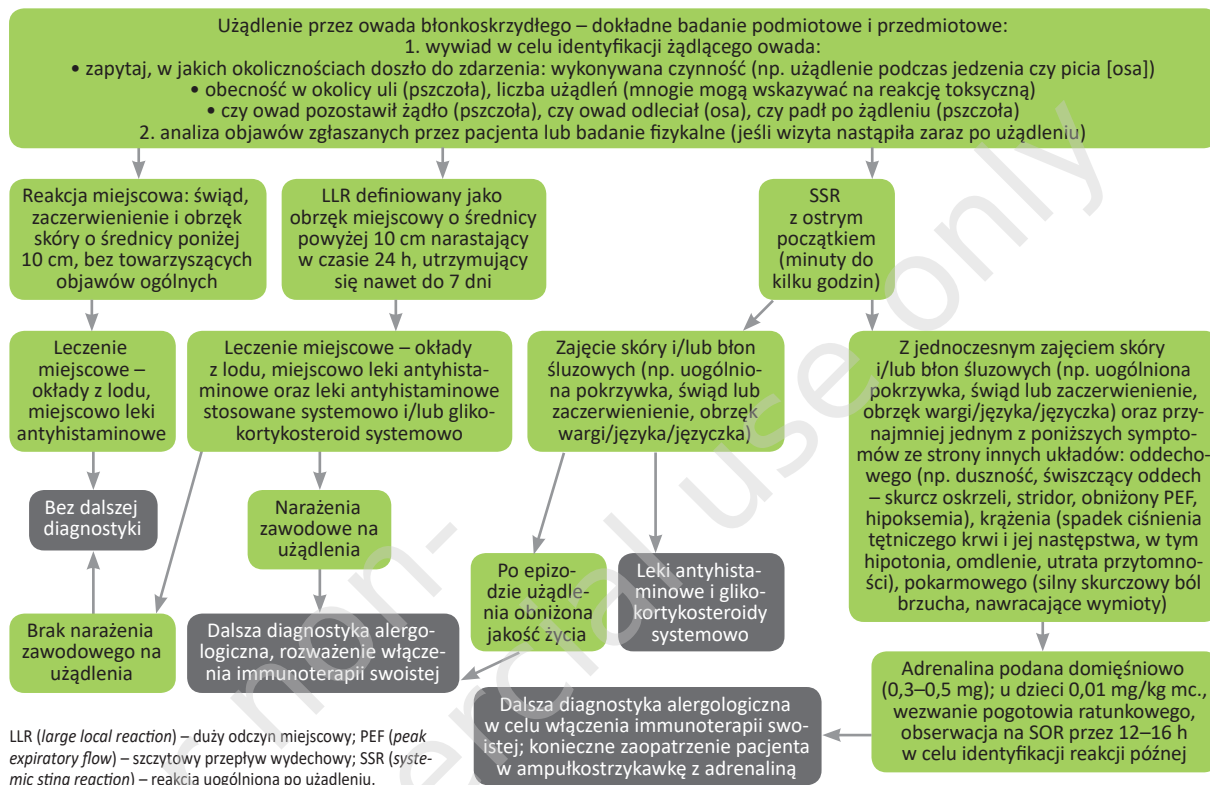 Użądlenie przez owada błonkoskrzydłego – dokładne badanie podmiotowe i przedmiotowe:
1. wywiad w celu identyfikacji żądlącego owada:
• zapytaj, w jakich okolicznościach doszło do zdarzenia: wykonywana czynność (np. użądlenie podczas jedzenia czy picia [osa])
• obecność w okolicy uli (pszczoła), liczba użądleń (mnogie mogą wskazywać na reakcję toksyczną)
• czy owad pozostawił żądło (pszczoła), czy owad odleciał (osa), czy padł po żądleniu (pszczoła)
2. analiza objawów zgłaszanych przez pacjenta lub badanie fizykalne (jeśli wizyta nastąpiła zaraz po użądleniu)
Reakcja miejscowa: świąd,
zaczerwienienie i obrzęk
skóry o średnicy poniżej
10 cm, bez towarzyszących
objawów ogólnych
LLR definiowany jako
obrzęk miejscowy o średnicy
powyżej 10 cm narastający
w czasie 24 h, utrzymujący
się nawet do 7 dni
SSR
z ostrym
początkiem
(minuty do
kilku godzin)
Leczenie
miejscowe –
okłady z lodu,
miejscowo leki
antyhistaminowe
Leczenie miejscowe – okłady
z lodu, miejscowo leki antyhista-
minowe oraz leki antyhistaminowe
stosowane systemowo i/lub gliko-
kortykosteroid systemowo
Zajęcie skóry i/lub błon
śluzowych (np. uogólnio-
na pokrzywka, świąd lub
zaczerwienienie, obrzęk
wargi/języka/języczka)
Z jednoczesnym zajęciem skóry
i/lub błon śluzowych (np. uogólniona
pokrzywka, świąd lub zaczerwienienie,
obrzęk wargi/języka/języczka) oraz przy-
najmniej jednym z poniższych sympto-
mów ze strony innych układów: oddecho-
wego (np. duszność, świszczący oddech
– skurcz oskrzeli, stridor, obniżony PEF,
hipoksemia), krążenia (spadek ciśnienia
tętniczego krwi i jej następstwa, w tym
hipotonia, omdlenie, utrata przytomno-
ści), pokarmowego (silny skurczowy ból
brzucha, nawracające wymioty)
Bez dalszej
diagnostyki
Narażenia
zawodowe na
użądlenia
Po epizo-
dzie użądle-
nia obniżona
jakość życia
Leki antyhista-
minowe i gliko-
kortykosteroidy
systemowo
Brak narażenia
zawodowego na
użądlenia
Dalsza diagnostyka alergo-
logiczna, rozważenie włącze-
nia immunoterapii swoistej
Adrenalina podana domięśniowo
(0,3–0,5 mg); u dzieci 0,01 mg/kg mc.,
wezwanie pogotowia ratunkowego,
obserwacja na SOR przez 12–16 h
w celu identyfikacji reakcji późnej
Dalsza diagnostyka alergologiczna
w celu włączenia immunoterapii swo-
istej; konieczne zaopatrzenie pacjenta
w ampułkostrzykawkę z adrenaliną
LLR (large local reaction) – duży odczyn miejscowy; PEF (peak
expiratory flow) – szczytowy przepływ wydechowy; SSR (syste-
mic sting reaction) – reakcja uogólniona po użądleniu.